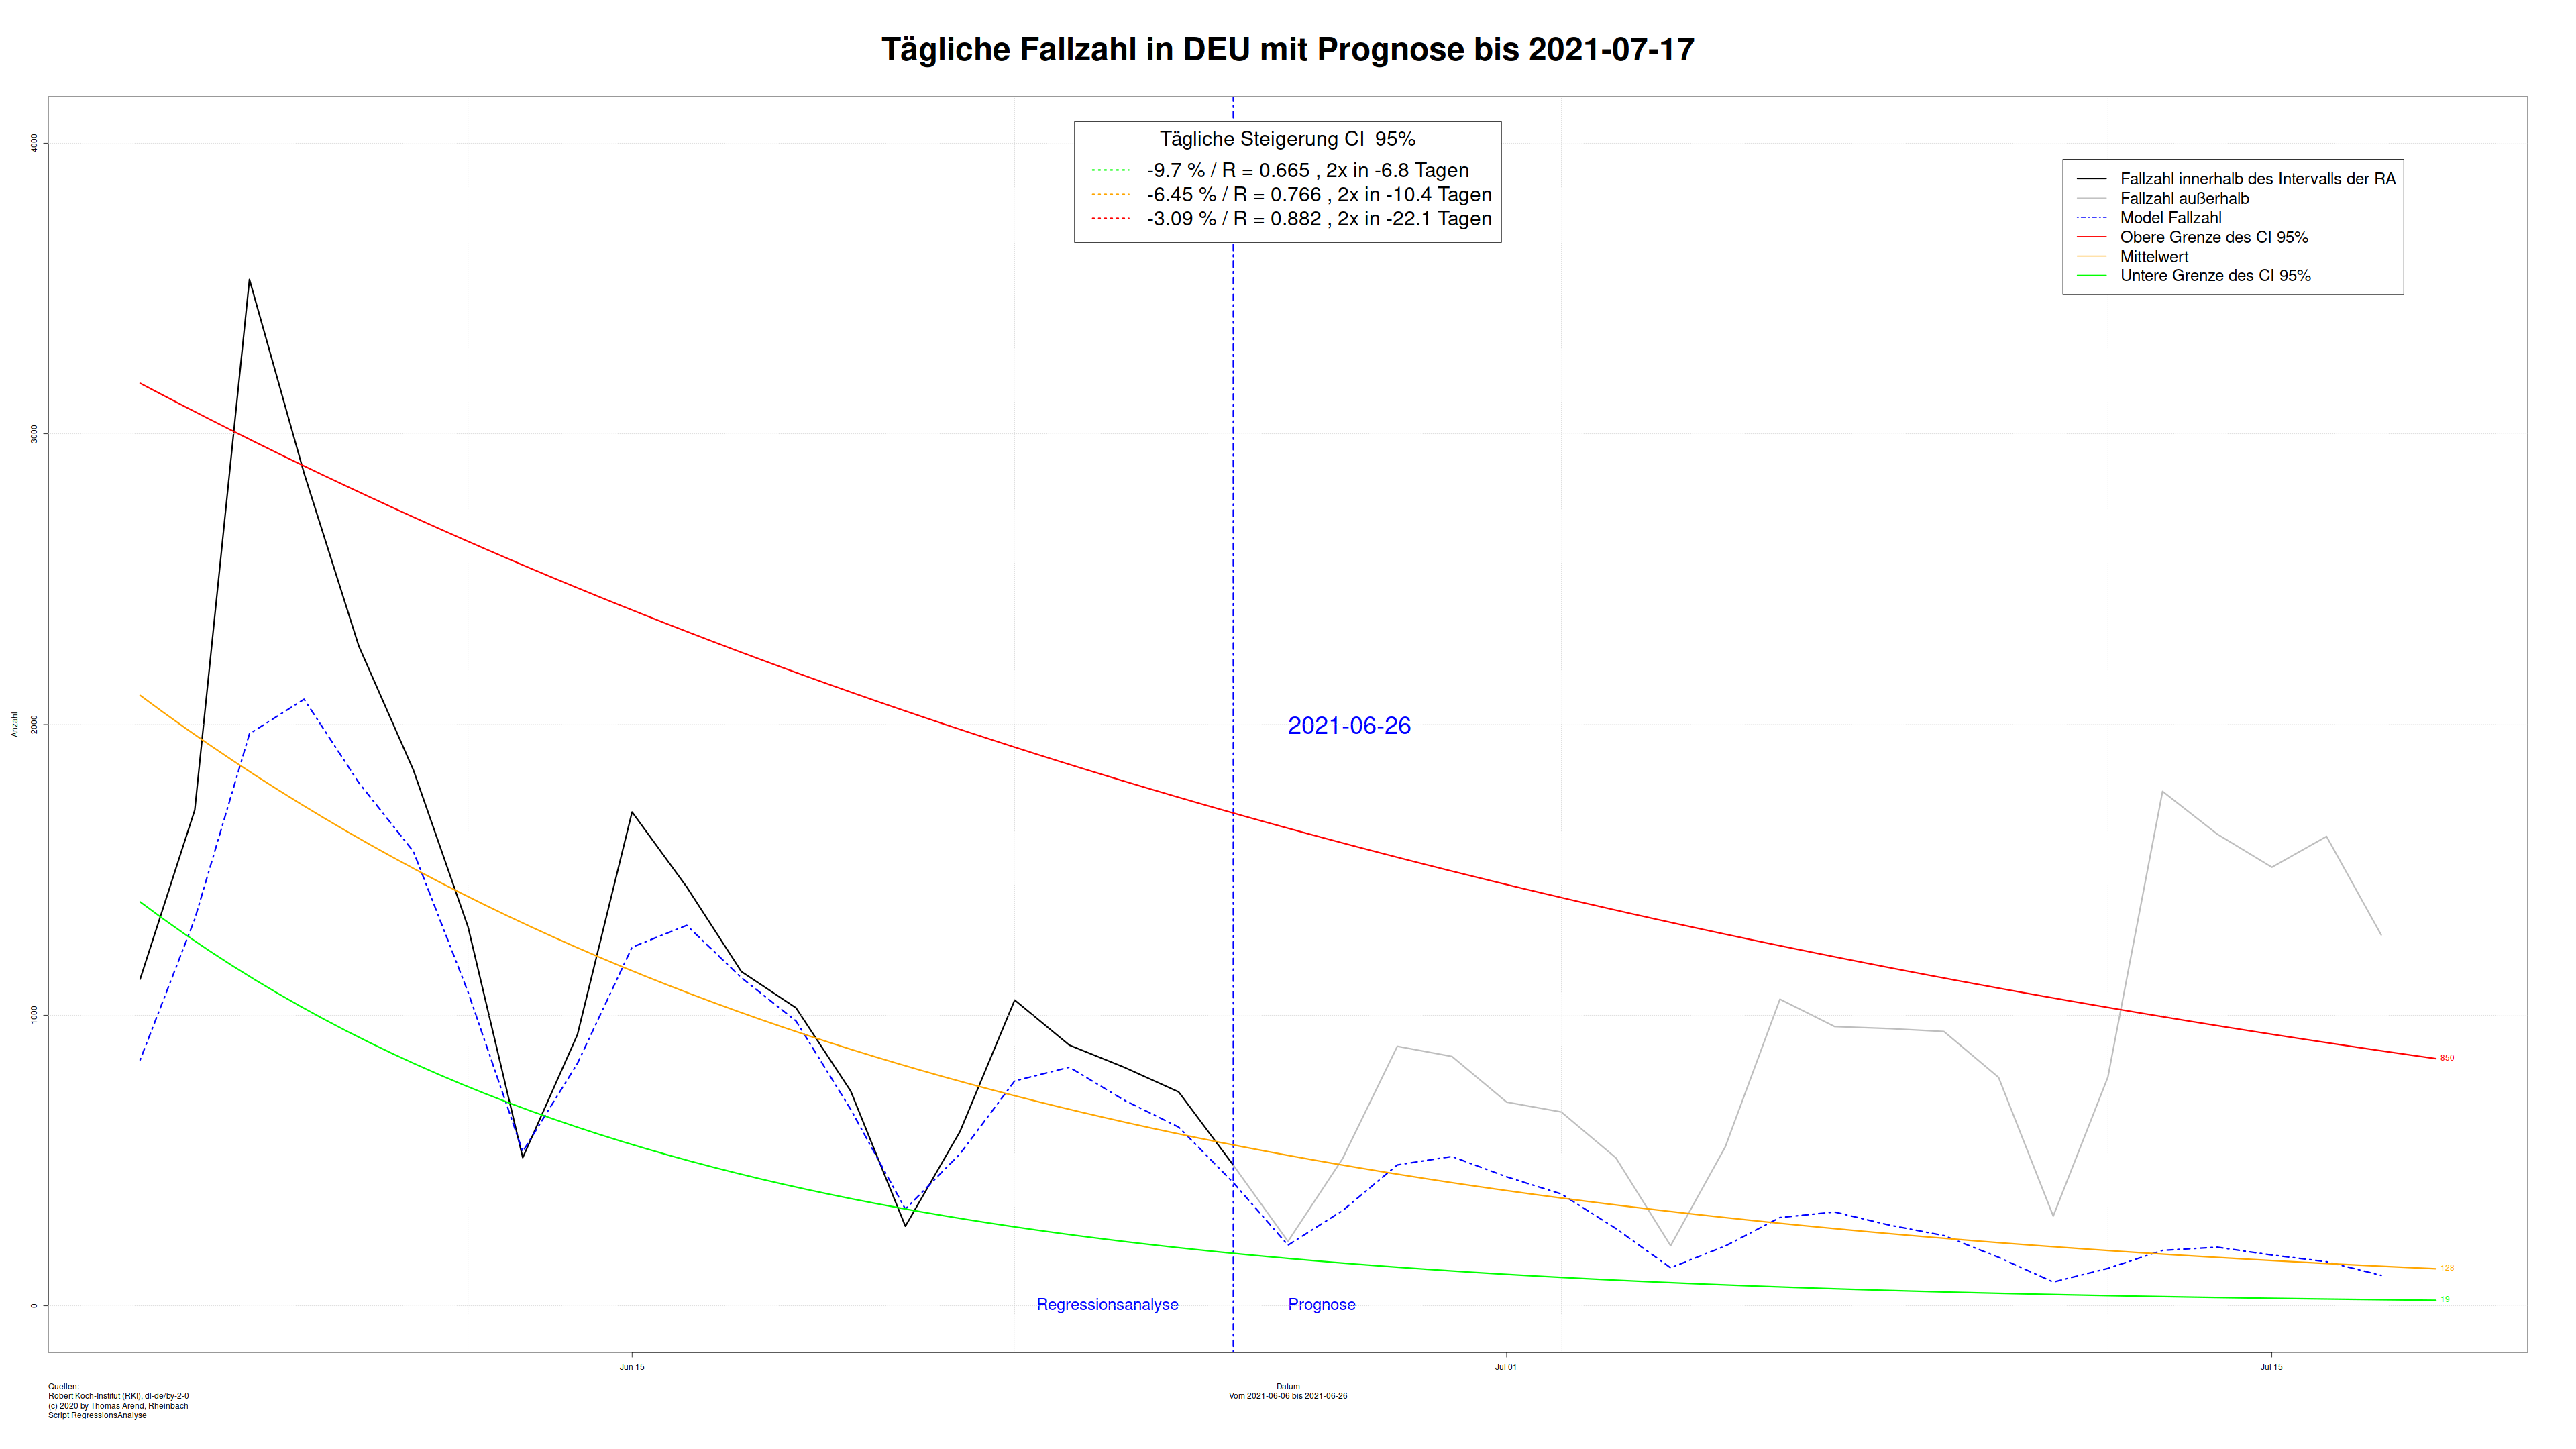 Tägliche Fallzahl in DEU mit Prognose bis 2021-07-17
Tägliche Steigerung CI  95%
-9.7 % / R = 0.665 , 2x in -6.8 Tagen
-6.45 % / R = 0.766 , 2x in -10.4 Tagen
-3.09 % / R = 0.882 , 2x in -22.1 Tagen
Fallzahl innerhalb des Intervalls der RA
Fallzahl außerhalb
Model Fallzahl
Obere Grenze des CI 95%
Mittelwert
Untere Grenze des CI 95%
4000
3000
2000
1000
0
Anzahl
2021-06-26
850
128
19
Regressionsanalyse
Prognose
Jun 15
Jul 01
Jul 15
Datum
Vom 2021-06-06 bis 2021-06-26
Quellen:
Robert Koch-Institut (RKI), dl-de/by-2-0
(c) 2020 by Thomas Arend, Rheinbach
Script RegressionsAnalyse